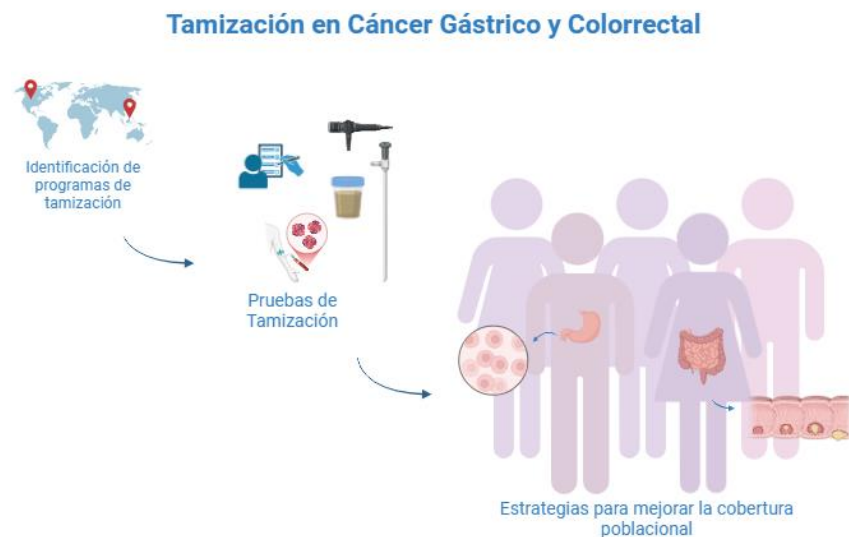 Tamización en Cáncer Gástrico y Colorrectal
Identificación de
programas de
tamización
Pruebas de
Tamización
Estrategias para mejorar la cobertura
poblacional